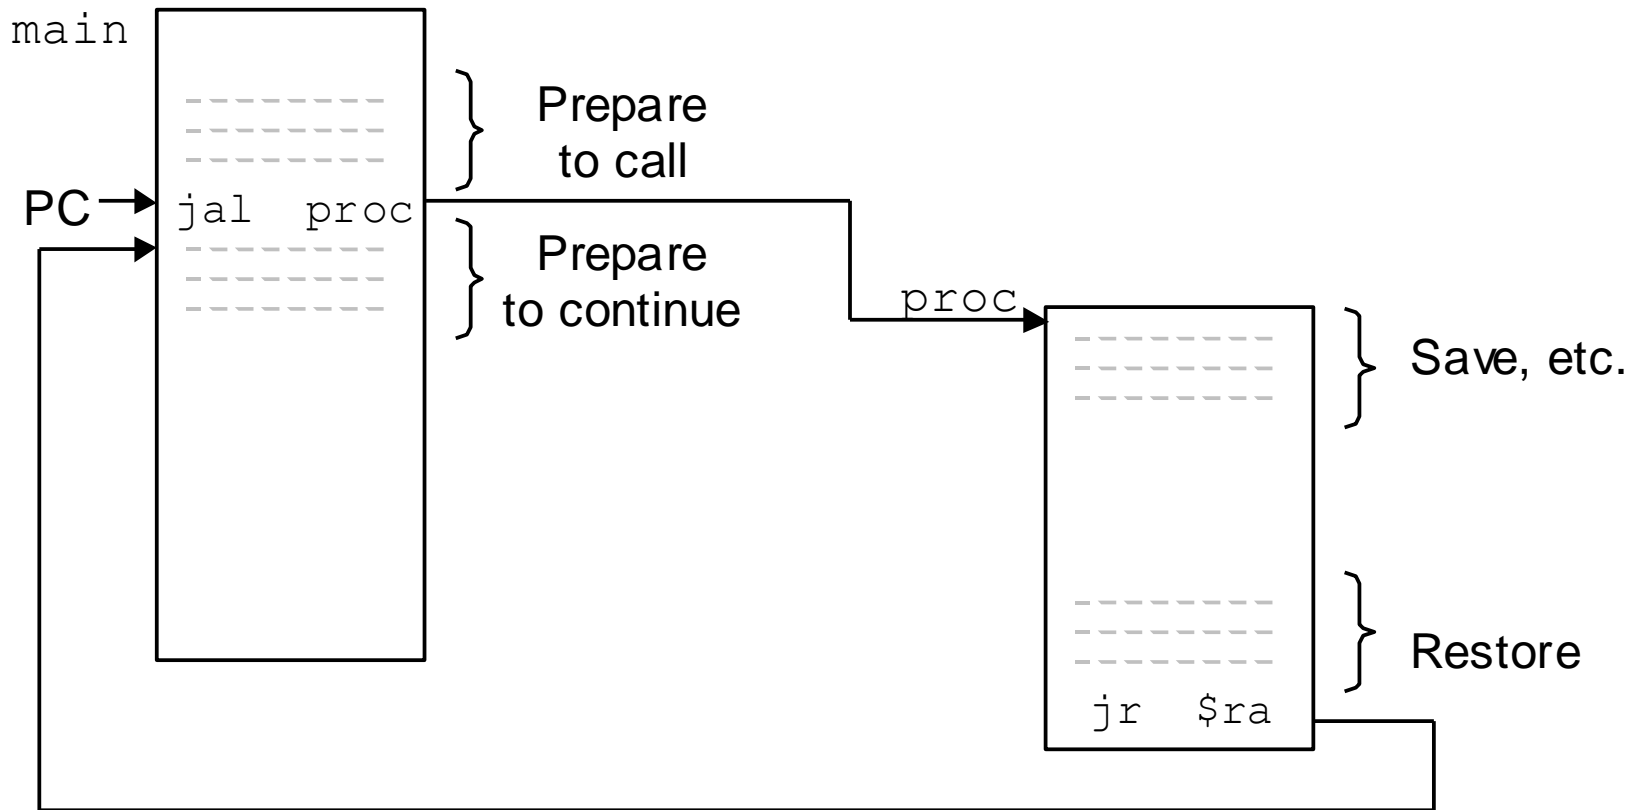 main
Prepare
to call
PC
jal proc
Prepare
to continue
proc
Save, etc.
Restore
jr $ra